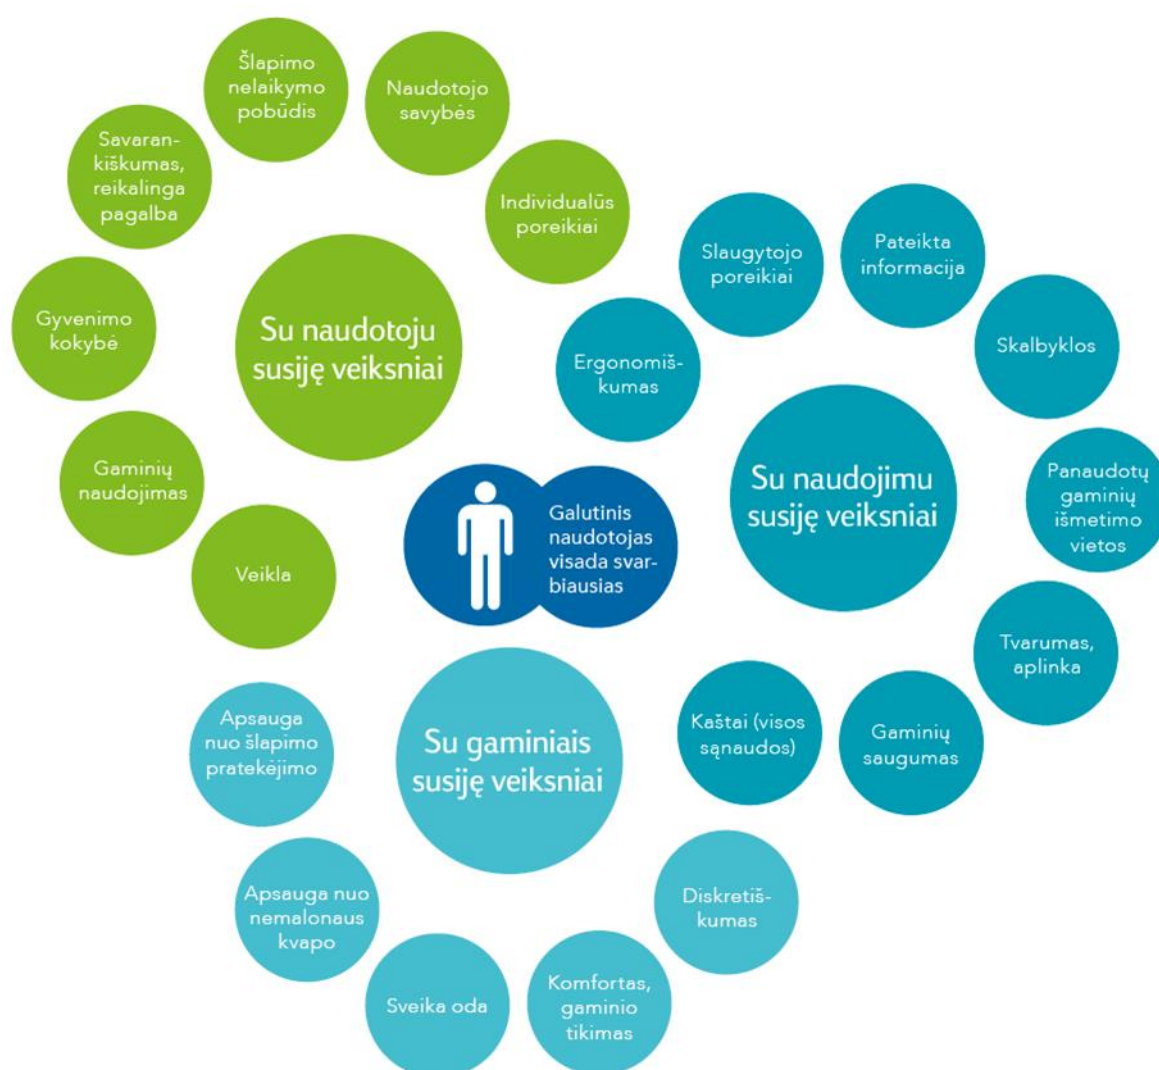 Šlapimo
nelaikymo
pobūdis
Naudotojo
savybės
Savaran-
kiškumas,
reikalinga
pagalba
Individualūs
poreikiai
Gyvenimo
kokybė
Su naudotoju
susiję veiksniai
Gaminių
naudojimas
Veikla
Slaugytojo
poreikiai
Pateikta
informacija
Ergonomiš-
kumas
Skalbyklos
Su naudojimu
susiję veiksniai
Panaudotų
gaminių
išmetimo
vietos
Tvarumas,
aplinka
Kaštai (visos
sąnaudos)
Gaminių
saugumas
Galutinis
naudotojas
visada svar-
biausias
Apsauga
nuo šlapimo
pratekėjimo
Su gaminiais
susiję veiksniai
Apsauga nuo
nemalonaus
kvapo
Sveika oda
Komfortas,
gaminio
tikimas
Diskretiš-
kumas